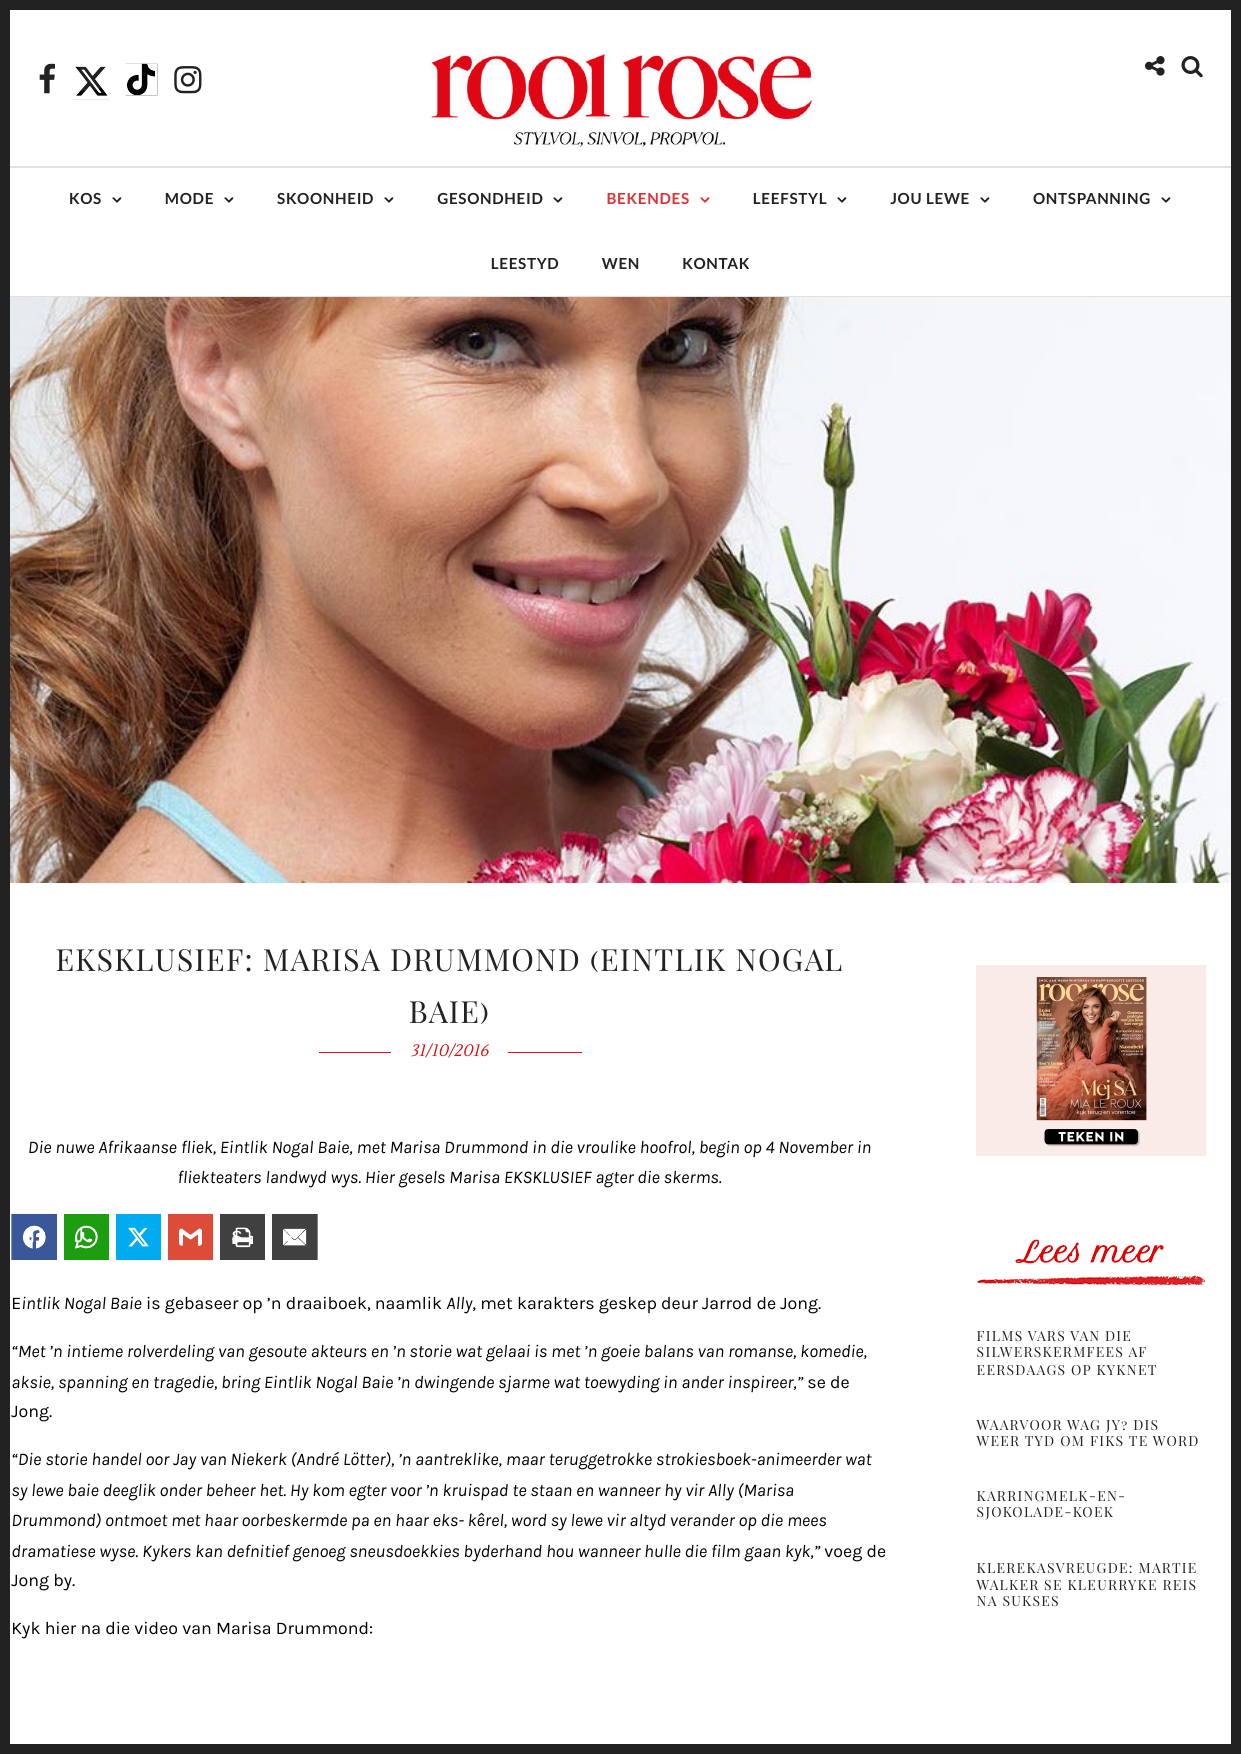 rooi rose
STYLVOL, SINVOL, PROPVOL.
KOS MODE SKOONHEID GESONDHEID BEKENDES LEEFSTYL JOU LEWE ONTSPANNING
LEESTYD WEN KONTAK
EKSKLUSIEF: MARISA DRUMMOND (EINTLIK NOGAL
BAIE)
31/10/2016
Die nuwe Afrikaanse fliek, Eintlik Nogal Baie, met Marisa Drummond in die vroulike hoofrol, begin op 4 November in
fliekteaters landwyd wys. Hier gesels Marisa EKSKLUSIEF agter die skerms.
Eintlik Nogal Baie is gebaseer op ’n draaiboek, naamlik Ally, met karakters geskep deur Jarrod de Jong.
“Met ’n intieme rolverdeling van gesoute akteurs en ’n storie wat gelaai is met ’n goeie balans van romanse, komedie,
aksie, spanning en tragedie, bring Eintlik Nogal Baie ’n dwingende sjarme wat toewyding in ander inspireer,” se de
Jong.
“Die storie handel oor Jay van Niekerk (André Lötter), ’n aantreklike, maar teruggetrokke strokiesboek-animeerder wat
sy lewe baie deeglik onder beheer het. Hy kom egter voor ’n kruispad te staan en wanneer hy vir Ally (Marisa
Drummond) ontmoet met haar oorbeskermde pa en haar eks- kêrel, word sy lewe vir altyd verander op die mees
dramatiese wyse. Kykers kan defnitief genoeg sneusdoekkies byderhand hou wanneer hulle die film gaan kyk,” voeg de
Jong by.
Kyk hier na die video van Marisa Drummond:
rooi rose
Mej SA
MIA LE ROUX
kyk terug en vorentoe
TEKEN IN
Lees meer
FILMS VARS VAN DIE
SILWERSKERMFEES AF
EERSDAAGS OP KYKNET
WAARVOOR WAG JY? DIS
WEER TYD OM FIKS TE WORD
KARRINGMELK-EN-
SJOKOLADE-KOEK
KLEREKASVREUGDE: MARTIE
WALKER SE KLEURRYKE REIS
NA SUKSES